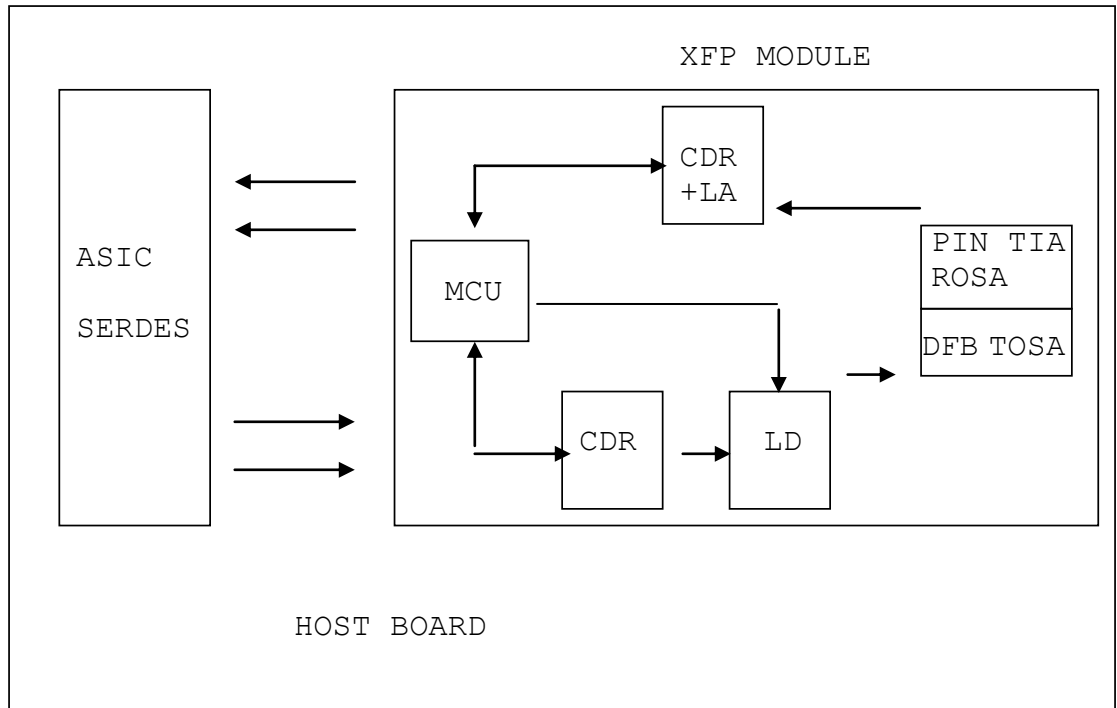 XFP MODULE
CDR
+LA
ASIC
SERDES
MCU
PIN TIA
ROSA
DFB TOSA
CDR
LD
HOST BOARD